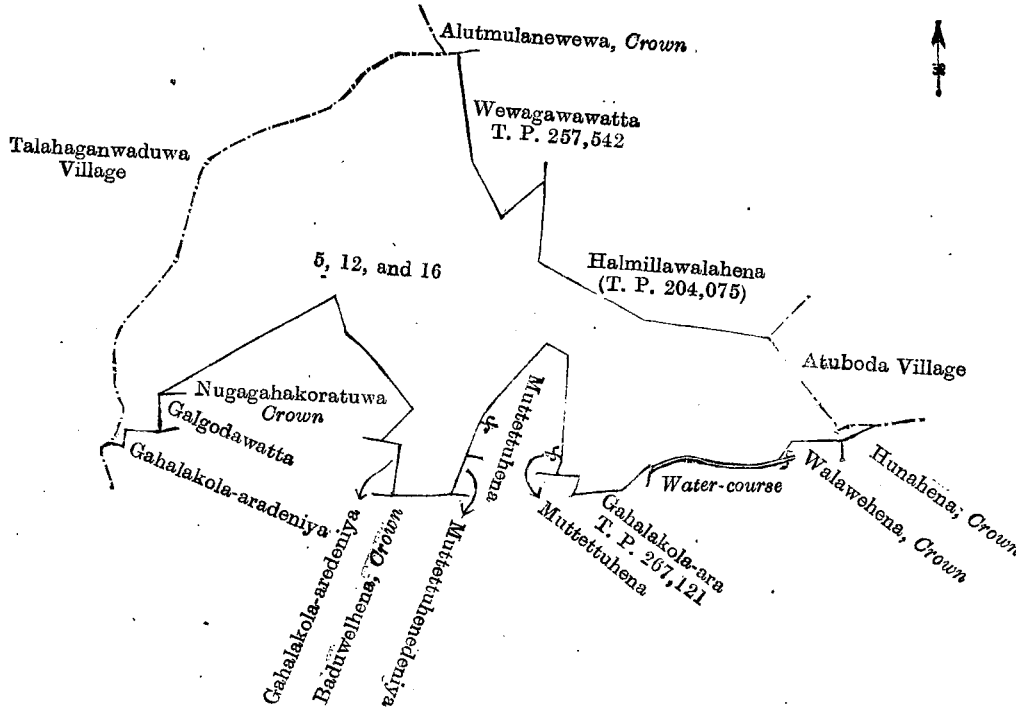 Alutmulanewewa, Crown
Wewagawawatta
T. P. 257,542
Talahaganwaduwa
Village
5, 12, and 16
Halmillawalahena
(T. P. 204,075)
Atuboda Village
Nugagahakoratuwa
Crown
Galgodawatta
Gahalakola-aradeniya
Muttettuhena
Water-course
Hunahena, Crown
Walawehena, Crown
Gahalakola-ara
T. P. 267,121
Muttettuhena
Gahalakola-aredeniya
Baduwelhena, Crown
Muttettuhenedeniya